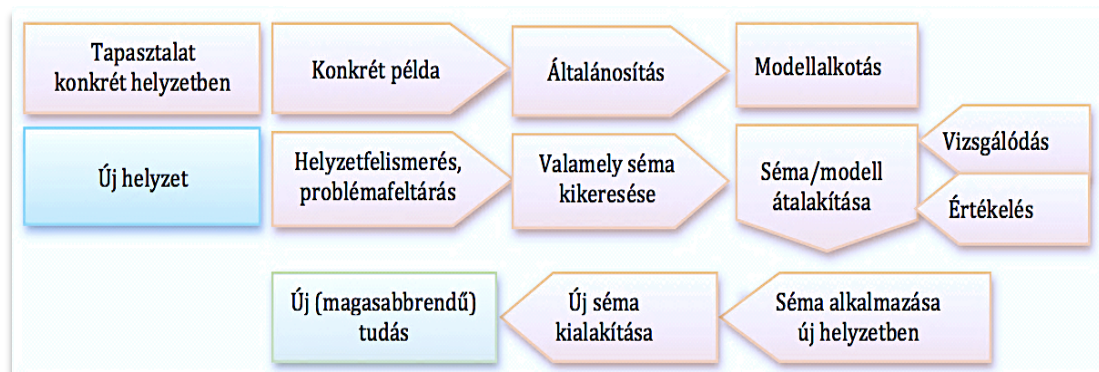 Tapasztalat
konkrét helyzetben
Konkrét példa
Általánosítás
Modellalkotás
Új helyzet
Helyzetfelismerés,
problémafeltárás
Valamely séma
kikeresése
Séma/modell
átalakítása
Vizsgálódás
Értékelés
Új (magasabbrendű)
tudás
Új séma
kialakítása
Séma alkalmazása
új helyzetben